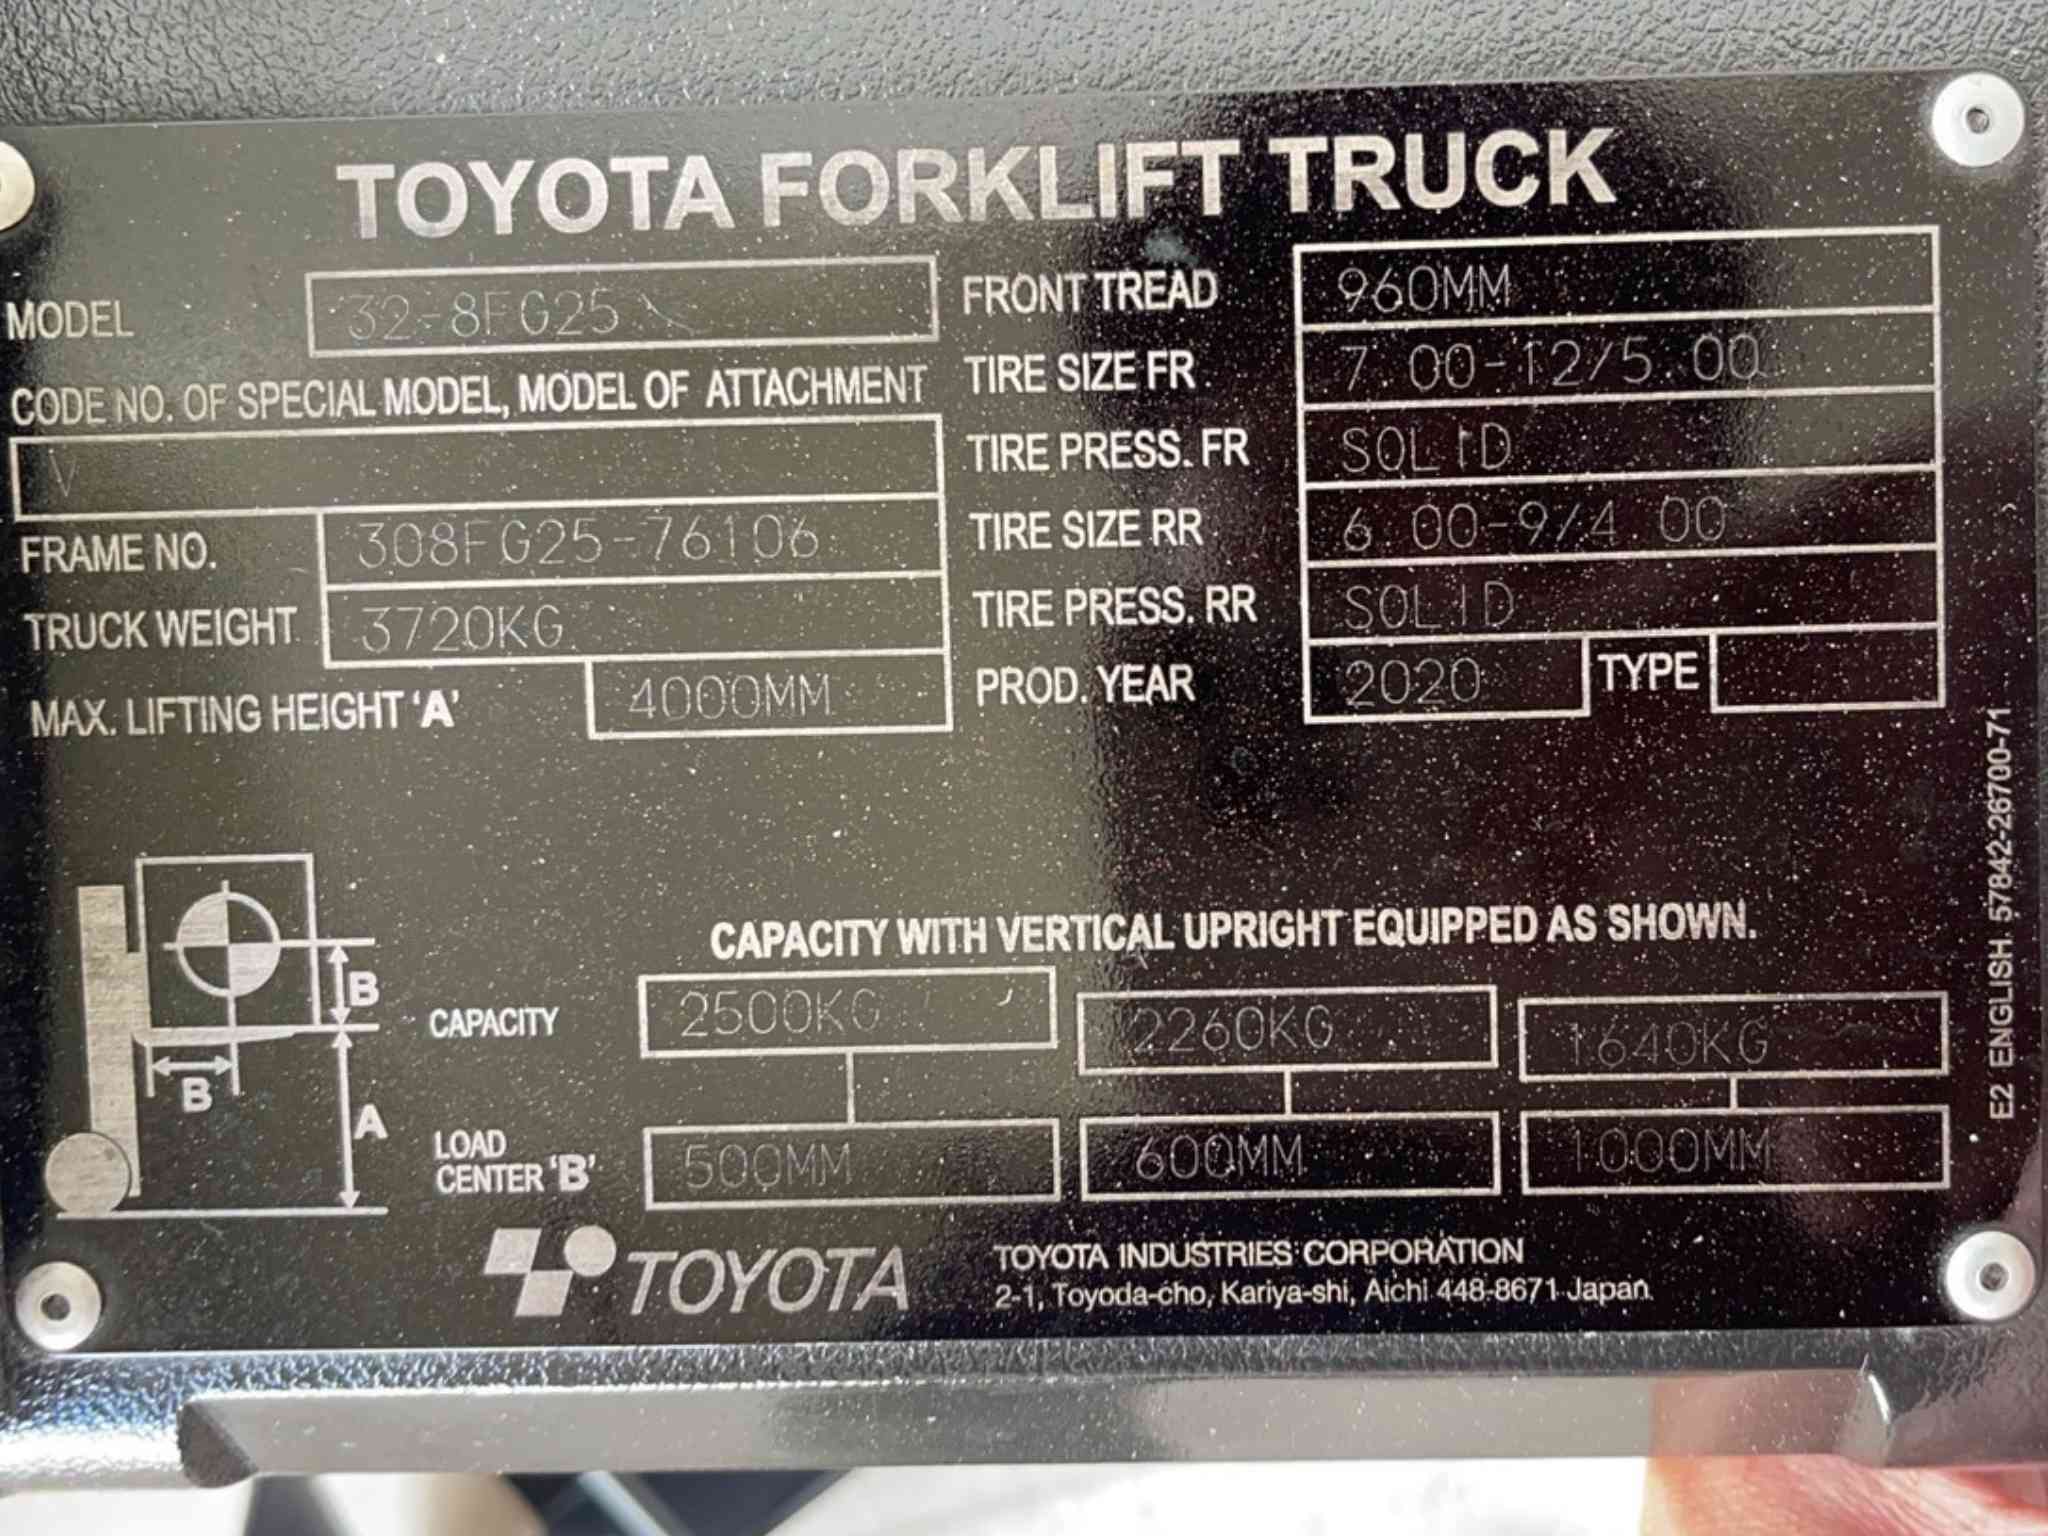 TOYOTA FORKLIFT TRUCK
MODEL 32-8FG25
CODE NO. OF SPECIAL MODEL, MODEL OF ATTACHMENT
V
FRAME NO. 308FG25-76106
TRUCK WEIGHT 3720KG
MAX. LIFTING HEIGHT 'A' 4000MM
FRONT TREAD 960MM
TIRE SIZE FR 7.00-12/5.00
TIRE PRESS. FR SOLID
TIRE SIZE RR 6.00-9/4.00
TIRE PRESS. RR SOLID
PROD. YEAR 2020 TYPE
CAPACITY WITH VERTICAL UPRIGHT EQUIPPED AS SHOWN.
B
B
A
CAPACITY 2500KG 2260KG 1640KG
LOAD
CENTER 'B' 500MM 600MM 1000MM
TOYOTA
TOYOTA INDUSTRIES CORPORATION
2-1, Toyoda-cho, Kariya-shi, Aichi 448-8671 Japan
E2 ENGLISH 57842-26700-71